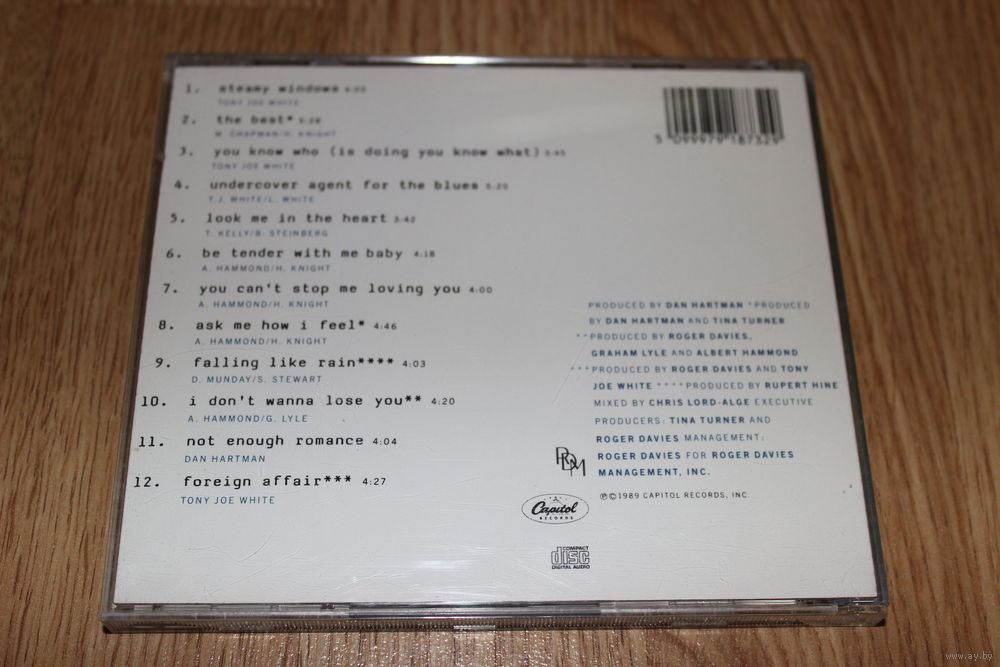 1. steamy windows
TONY JOE WHITE
2. the best* 5:28
M. CHAPMAN/H. KNIGHT
3. you know who (is doing you know what) 3:45
TONY JOE WHITE
4. undercover agent for the blues 5:20
T.J. WHITE/L. WHITE
5. look me in the heart 3:42
T. KELLY/B. STEINBERG
6. be tender with me baby 4:18
A. HAMMOND/H. KNIGHT
7. you can't stop me loving you 4:00
A. HAMMOND/H. KNIGHT
8. ask me how i feel* 4:46
A. HAMMOND/H. KNIGHT
9. falling like rain**** 4:03
D. MUNDAY/S. STEWART
10. i don't wanna lose you** 4:20
A. HAMMOND/G. LYLE
11. not enough romance 4:04
DAN HARTMAN
12. foreign affair*** 4:27
TONY JOE WHITE
5 099979 187329
PRODUCED BY DAN HARTMAN *PRODUCED
BY DAN HARTMAN AND TINA TURNER
**PRODUCED BY ROGER DAVIES,
GRAHAM LYLE AND ALBERT HAMMOND
***PRODUCED BY ROGER DAVIES AND TONY
JOE WHITE ****PRODUCED BY RUPERT HINE
MIXED BY CHRIS LORD-ALGE EXECUTIVE
PRODUCERS: TINA TURNER AND
ROGER DAVIES MANAGEMENT:
ROGER DAVIES FOR ROGER DAVIES
MANAGEMENT, INC.
RDM
℗©1989 CAPITOL RECORDS, INC.
Capitol
RECORDS
COMPACT
disc
DIGITAL AUDIO
www.ay.by